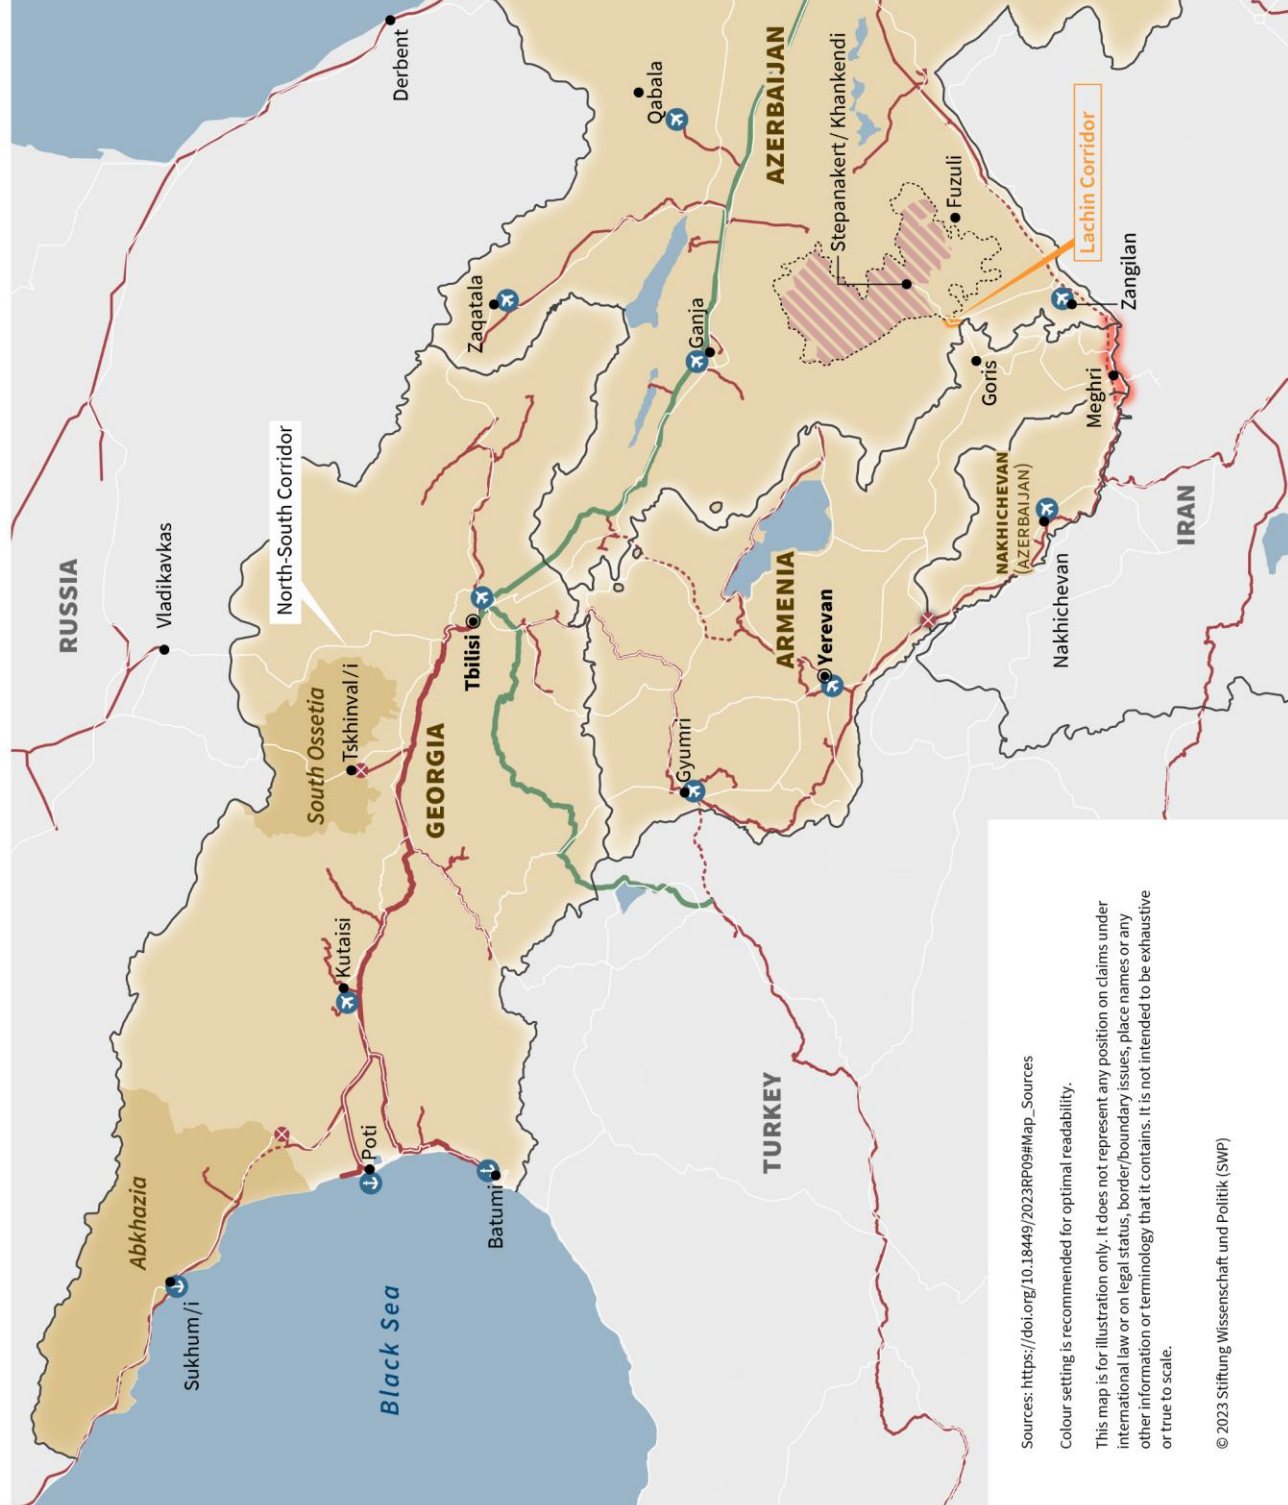 RUSSIA
Vladikavkas
Derbent
North-South Corridor
Abkhazia
Sukhum/i
South Ossetia
Tskhinval/i
Zaqatala
Qabala
Kutaisi
GEORGIA
Tbilisi
Poti
Batumi
Black Sea
Ganja
AZERBAIJAN
Gyumri
ARMENIA
Yerevan
Stepanakert / Khankendi
Fuzuli
Goris
Lachin Corridor
Zangilan
Meghri
NAKHICHEVAN
(AZERBAIJAN)
Nakhichevan
TURKEY
IRAN
Sources: https://doi.org/10.18449/2023RP09#Map_Sources
Colour setting is recommended for optimal readability.
This map is for illustration only. It does not represent any position on claims under
international law or on legal status, border/boundary issues, place names or any
other information or terminology that it contains. It is not intended to be exhaustive
or true to scale.
© 2023 Stiftung Wissenschaft und Politik (SWP)